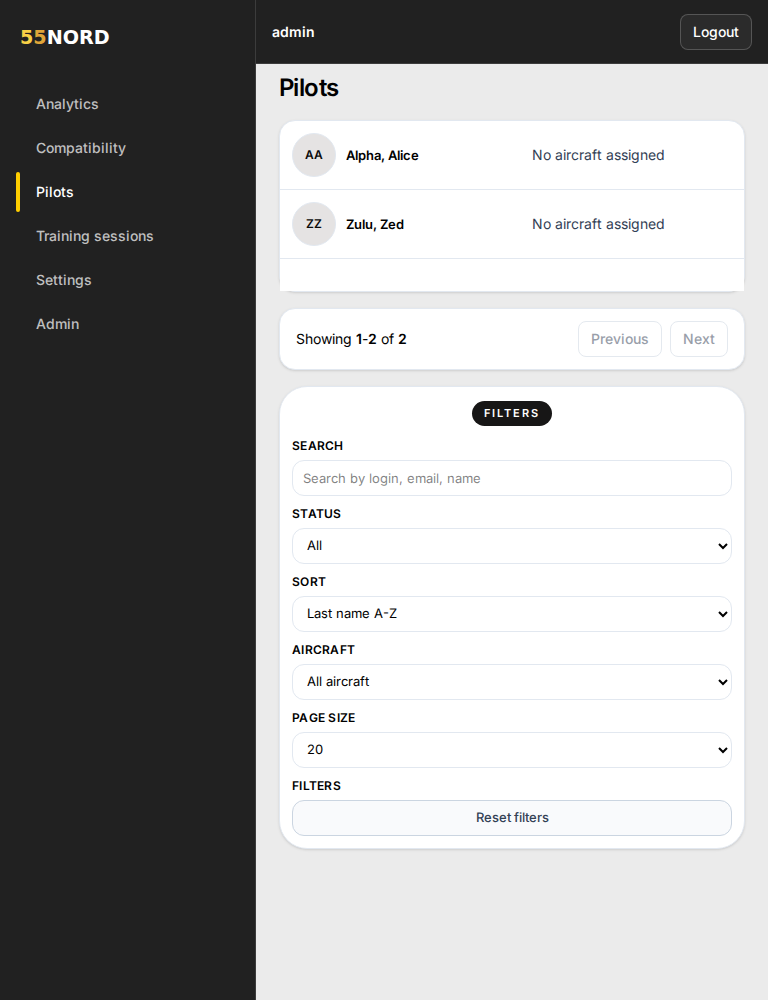 55NORD
admin
Logout
Analytics
Compatibility
Pilots
Training sessions
Settings
Admin
Pilots
AA
Alpha, Alice
No aircraft assigned
ZZ
Zulu, Zed
No aircraft assigned
Showing 1-2 of 2
Previous
Next
FILTERS
SEARCH
Search by login, email, name
STATUS
All
SORT
Last name A-Z
AIRCRAFT
All aircraft
PAGE SIZE
20
FILTERS
Reset filters